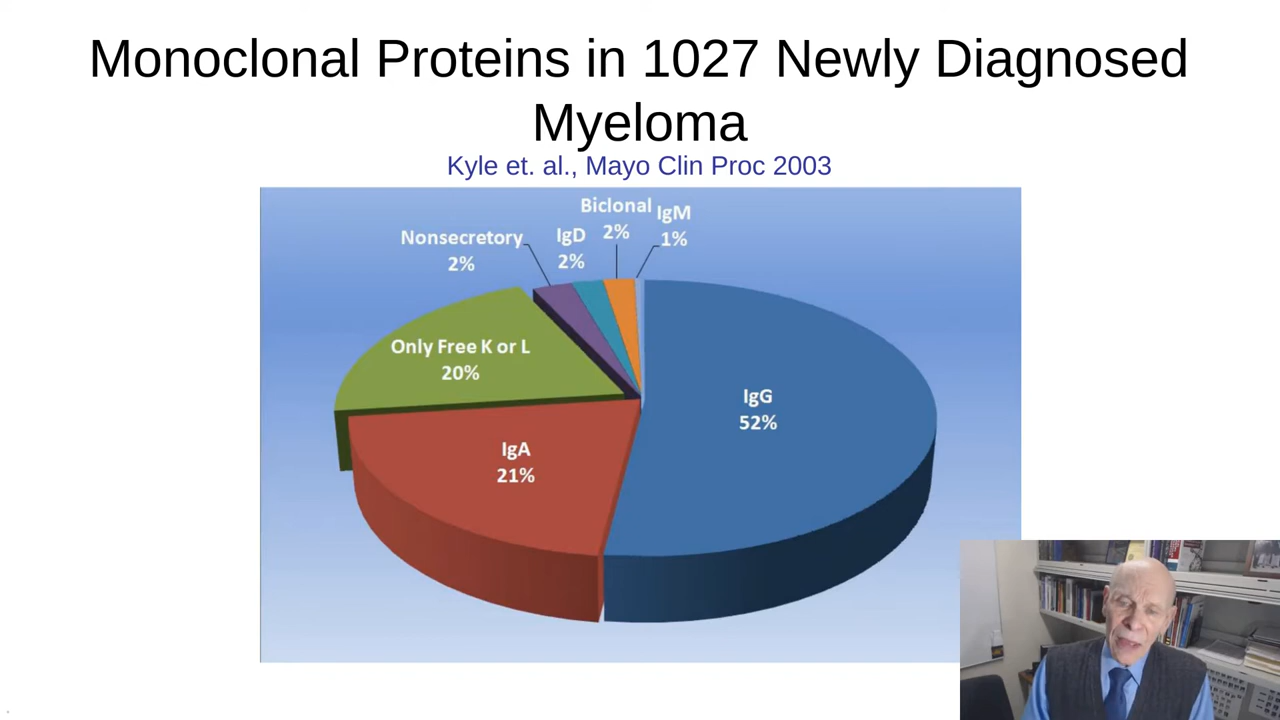 Monoclonal Proteins in 1027 Newly Diagnosed
Myeloma
Kyle et. al., Mayo Clin Proc 2003
Biclonal
2%
IgM
1%
Nonsecretory
2%
IgD
2%
Only Free K or L
20%
IgG
52%
IgA
21%